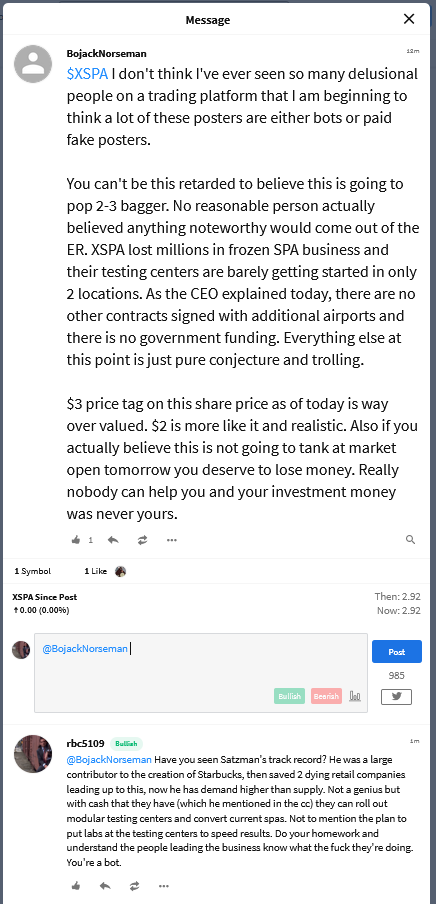 Message
BojackNorseman
12m
$XSPA I don't think I've ever seen so many delusional
people on a trading platform that I am beginning to
think a lot of these posters are either bots or paid
fake posters.
You can't be this retarded to believe this is going to
pop 2-3 bagger. No reasonable person actually
believed anything noteworthy would come out of the
ER. XSPA lost millions in frozen SPA business and
their testing centers are barely getting started in only
2 locations. As the CEO explained today, there are no
other contracts signed with additional airports and
there is no government funding. Everything else at
this point is just pure conjecture and trolling.
$3 price tag on this share price as of today is way
over valued. $2 is more like it and realistic. Also if you
actually believe this is not going to tank at market
open tomorrow you deserve to lose money. Really
nobody can help you and your investment money
was never yours.
1
1 Symbol 1 Like
XSPA Since Post Then: 2.92
↑0.00 (0.00%) Now: 2.92
@BojackNorseman
Post
985
Bullish Bearish
rbc5109 Bullish 1m
@BojackNorseman Have you seen Satzman's track record? He was a large
contributor to the creation of Starbucks, then saved 2 dying retail companies
leading up to this, now he has demand higher than supply. Not a genius but
with cash that they have (which he mentioned in the cc) they can roll out
modular testing centers and convert current spas. Not to mention the plan to
put labs at the testing centers to speed results. Do your homework and
understand the people leading the business know what the fuck they're doing.
You're a bot.